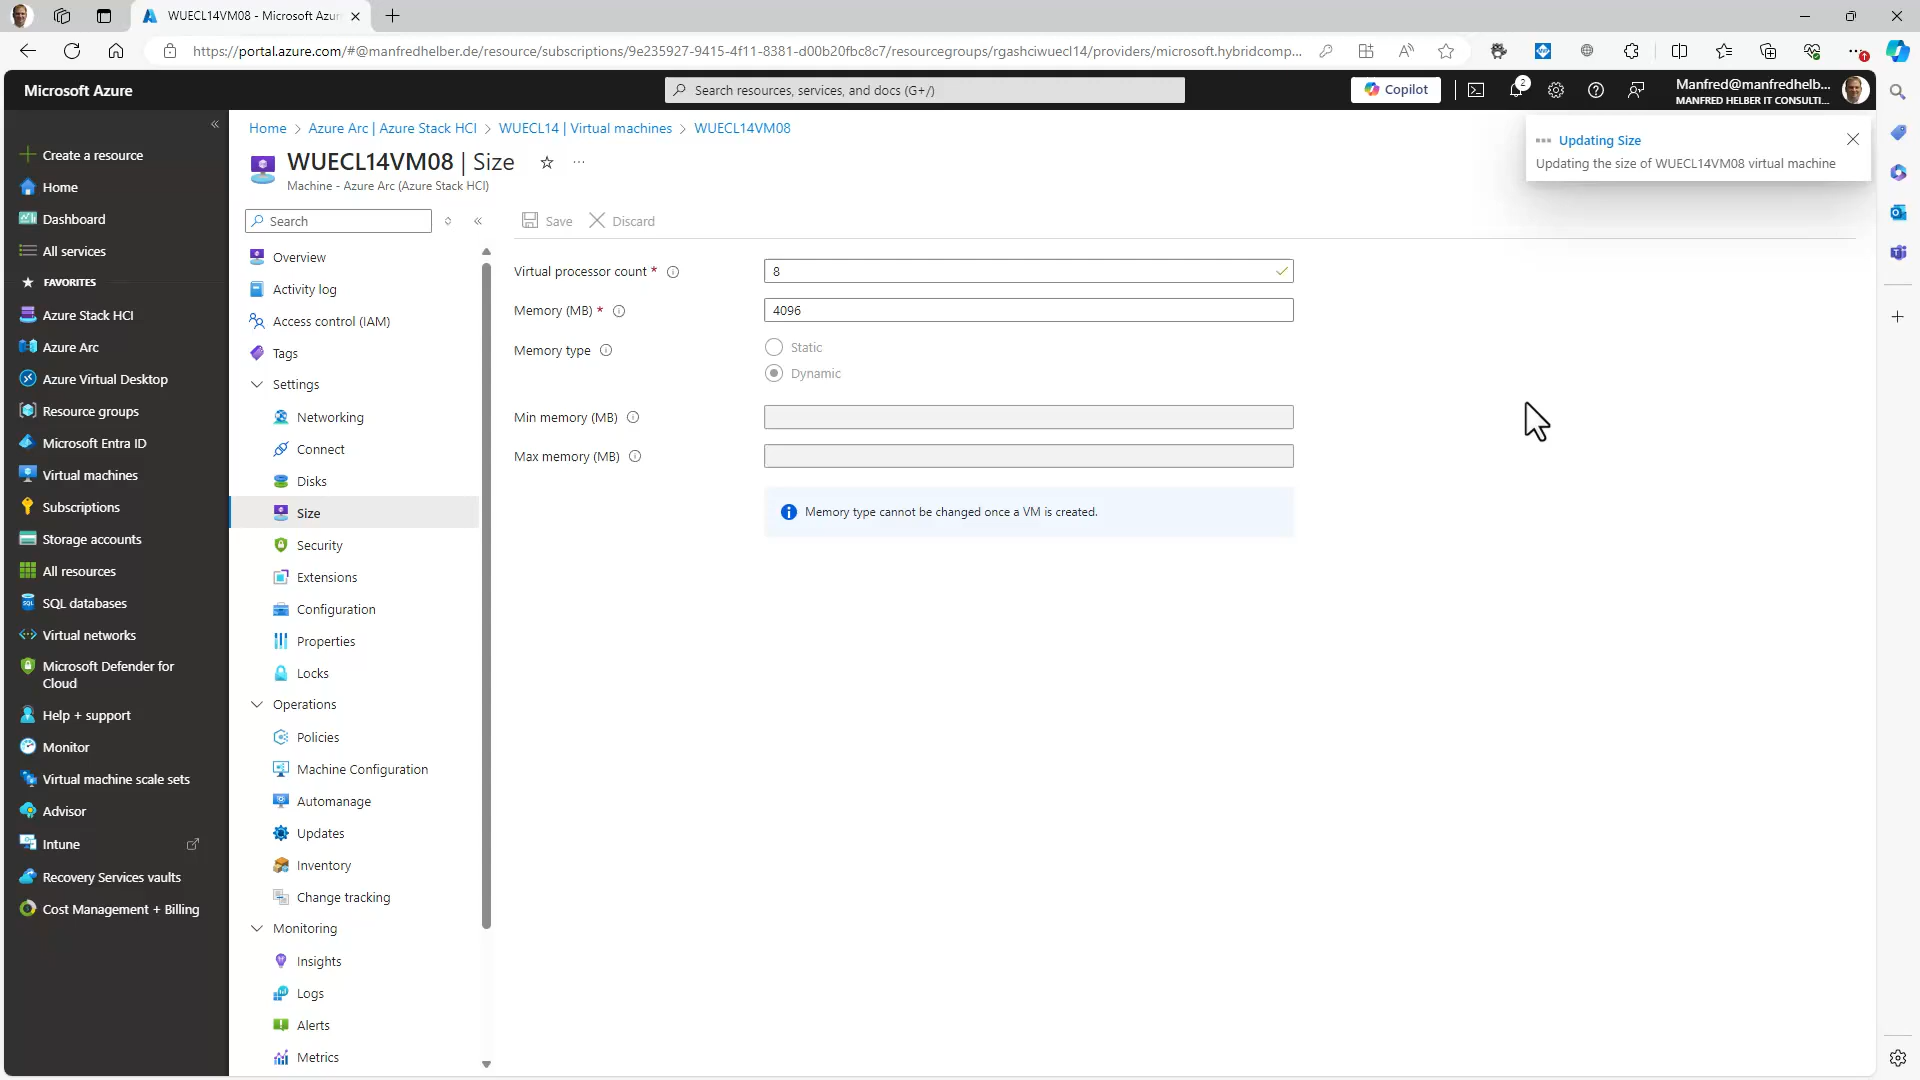 WUECL14VM08 - Microsoft Azur
https://portal.azure.com/#@manfredhelber.de/resource/subscriptions/9e235927-9415-4f11-8381-d00b20fbc8c7/resourcegroups/rgashciwuecl14/providers/microsoft.hybridcomp...
Microsoft Azure
Search resources, services, and docs (G+/)
Copilot
2
Manfred@manfredhelb...
MANFRED HELBER IT CONSULTI...
Create a resource
Home
Dashboard
All services
FAVORITES
Azure Stack HCI
Azure Arc
Azure Virtual Desktop
Resource groups
Microsoft Entra ID
Virtual machines
Subscriptions
Storage accounts
All resources
SQL databases
Virtual networks
Microsoft Defender for
Cloud
Help + support
Monitor
Virtual machine scale sets
Advisor
Intune
Recovery Services vaults
Cost Management + Billing
Home > Azure Arc | Azure Stack HCI > WUECL14 | Virtual machines > WUECL14VM08
WUECL14VM08 | Size
Machine - Azure Arc (Azure Stack HCI)
Updating Size
Updating the size of WUECL14VM08 virtual machine
Search
Overview
Activity log
Access control (IAM)
Tags
Settings
Networking
Connect
Disks
Size
Security
Extensions
Configuration
Properties
Locks
Operations
Policies
Machine Configuration
Automanage
Updates
Inventory
Change tracking
Monitoring
Insights
Logs
Alerts
Metrics
Save
Discard
Virtual processor count *
8
Memory (MB) *
4096
Memory type
Static
Dynamic
Min memory (MB)
Max memory (MB)
Memory type cannot be changed once a VM is created.